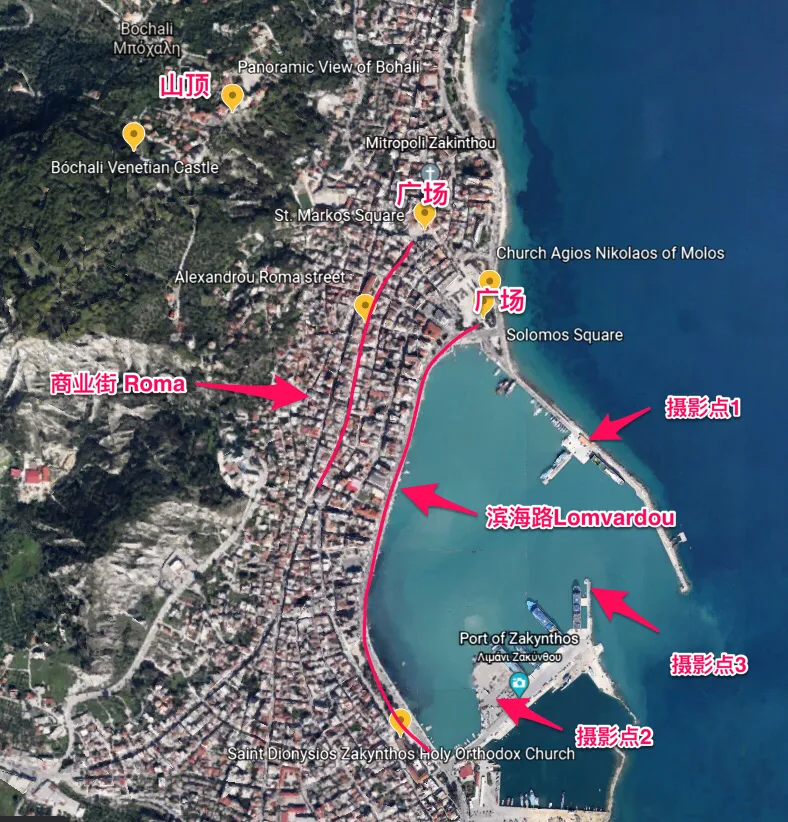 Bochali
Μπόχαλη
Panoramic View of Bohali
山顶
Bóchali Venetian Castle
Mitropoli Zakinthou
广场
St. Markos Square
Church Agios Nikolaos of Molos
Alexandrou Roma street
广场
Solomos Square
商业街 Roma
摄影点1
滨海路Lomvardou
Port of Zakynthos
Λιμάνι Ζακύνθου
摄影点3
摄影点2
Saint Dionysios Zakynthos Holy Orthodox Church